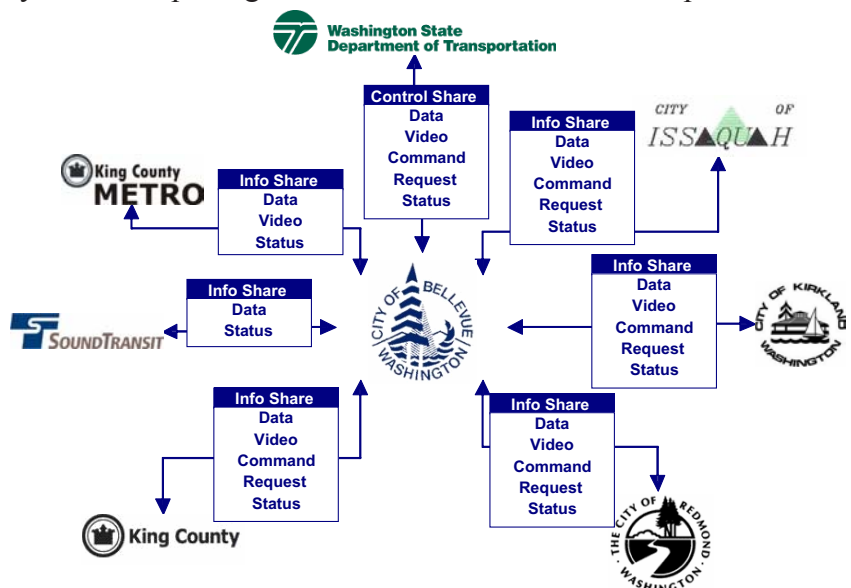 Washington State
Department of Transportation
Control Share
Data
Video
Command
Request
Status
CITY OF
ISSAQUAH
Info Share
Data
Video
Command
Request
Status
King County
METRO
Info Share
Data
Video
Status
SOUNDTRANSIT
Info Share
Data
Status
CITY OF BELLEVUE
WASHINGTON
Info Share
Data
Video
Command
Request
Status
CITY OF KIRKLAND
WASHINGTON
Info Share
Data
Video
Command
Request
Status
King County
Info Share
Data
Video
Command
Request
Status
THE CITY OF REDMOND
WASHINGTON